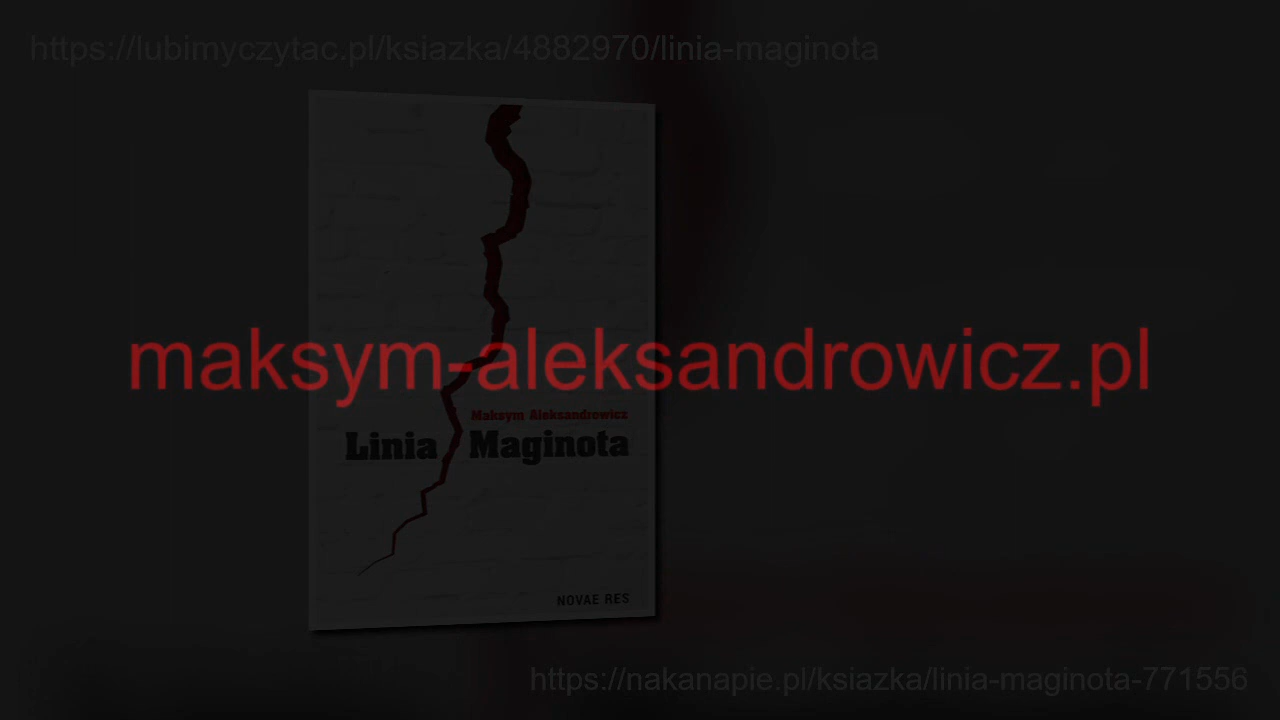 https://lubimyczytac.pl/ksiazka/4882970/linia-maginota
maksym-aleksandrowicz.pl
Maksym Aleksandrowicz
Linia Maginota
NOVAE RES
https://nakanapie.pl/ksiazka/linia-maginota-771556